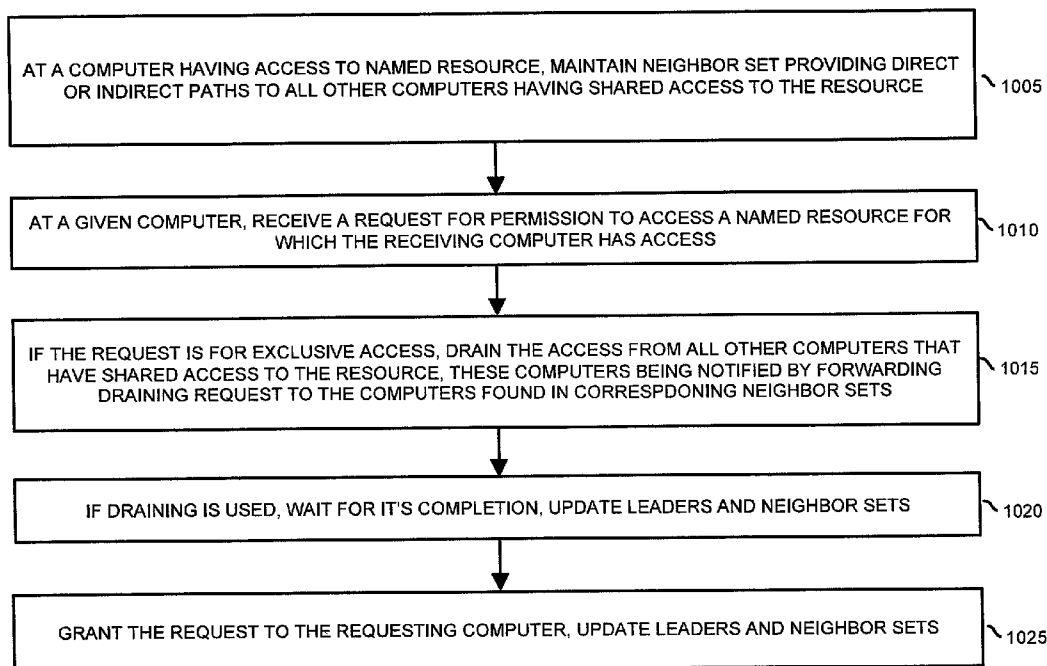 AT A COMPUTER HAVING ACCESS TO NAMED RESOURCE, MAINTAIN NEIGHBOR SET PROVIDING DIRECT
OR INDIRECT PATHS TO ALL OTHER COMPUTERS HAVING SHARED ACCESS TO THE RESOURCE
1005
AT A GIVEN COMPUTER, RECEIVE A REQUEST FOR PERMISSION TO ACCESS A NAMED RESOURCE FOR
WHICH THE RECEIVING COMPUTER HAS ACCESS
1010
IF THE REQUEST IS FOR EXCLUSIVE ACCESS, DRAIN THE ACCESS FROM ALL OTHER COMPUTERS THAT
HAVE SHARED ACCESS TO THE RESOURCE, THESE COMPUTERS BEING NOTIFIED BY FORWARDING
DRAINING REQUEST TO THE COMPUTERS FOUND IN CORRESPDONING NEIGHBOR SETS
1015
IF DRAINING IS USED, WAIT FOR IT'S COMPLETION, UPDATE LEADERS AND NEIGHBOR SETS
1020
GRANT THE REQUEST TO THE REQUESTING COMPUTER, UPDATE LEADERS AND NEIGHBOR SETS
1025